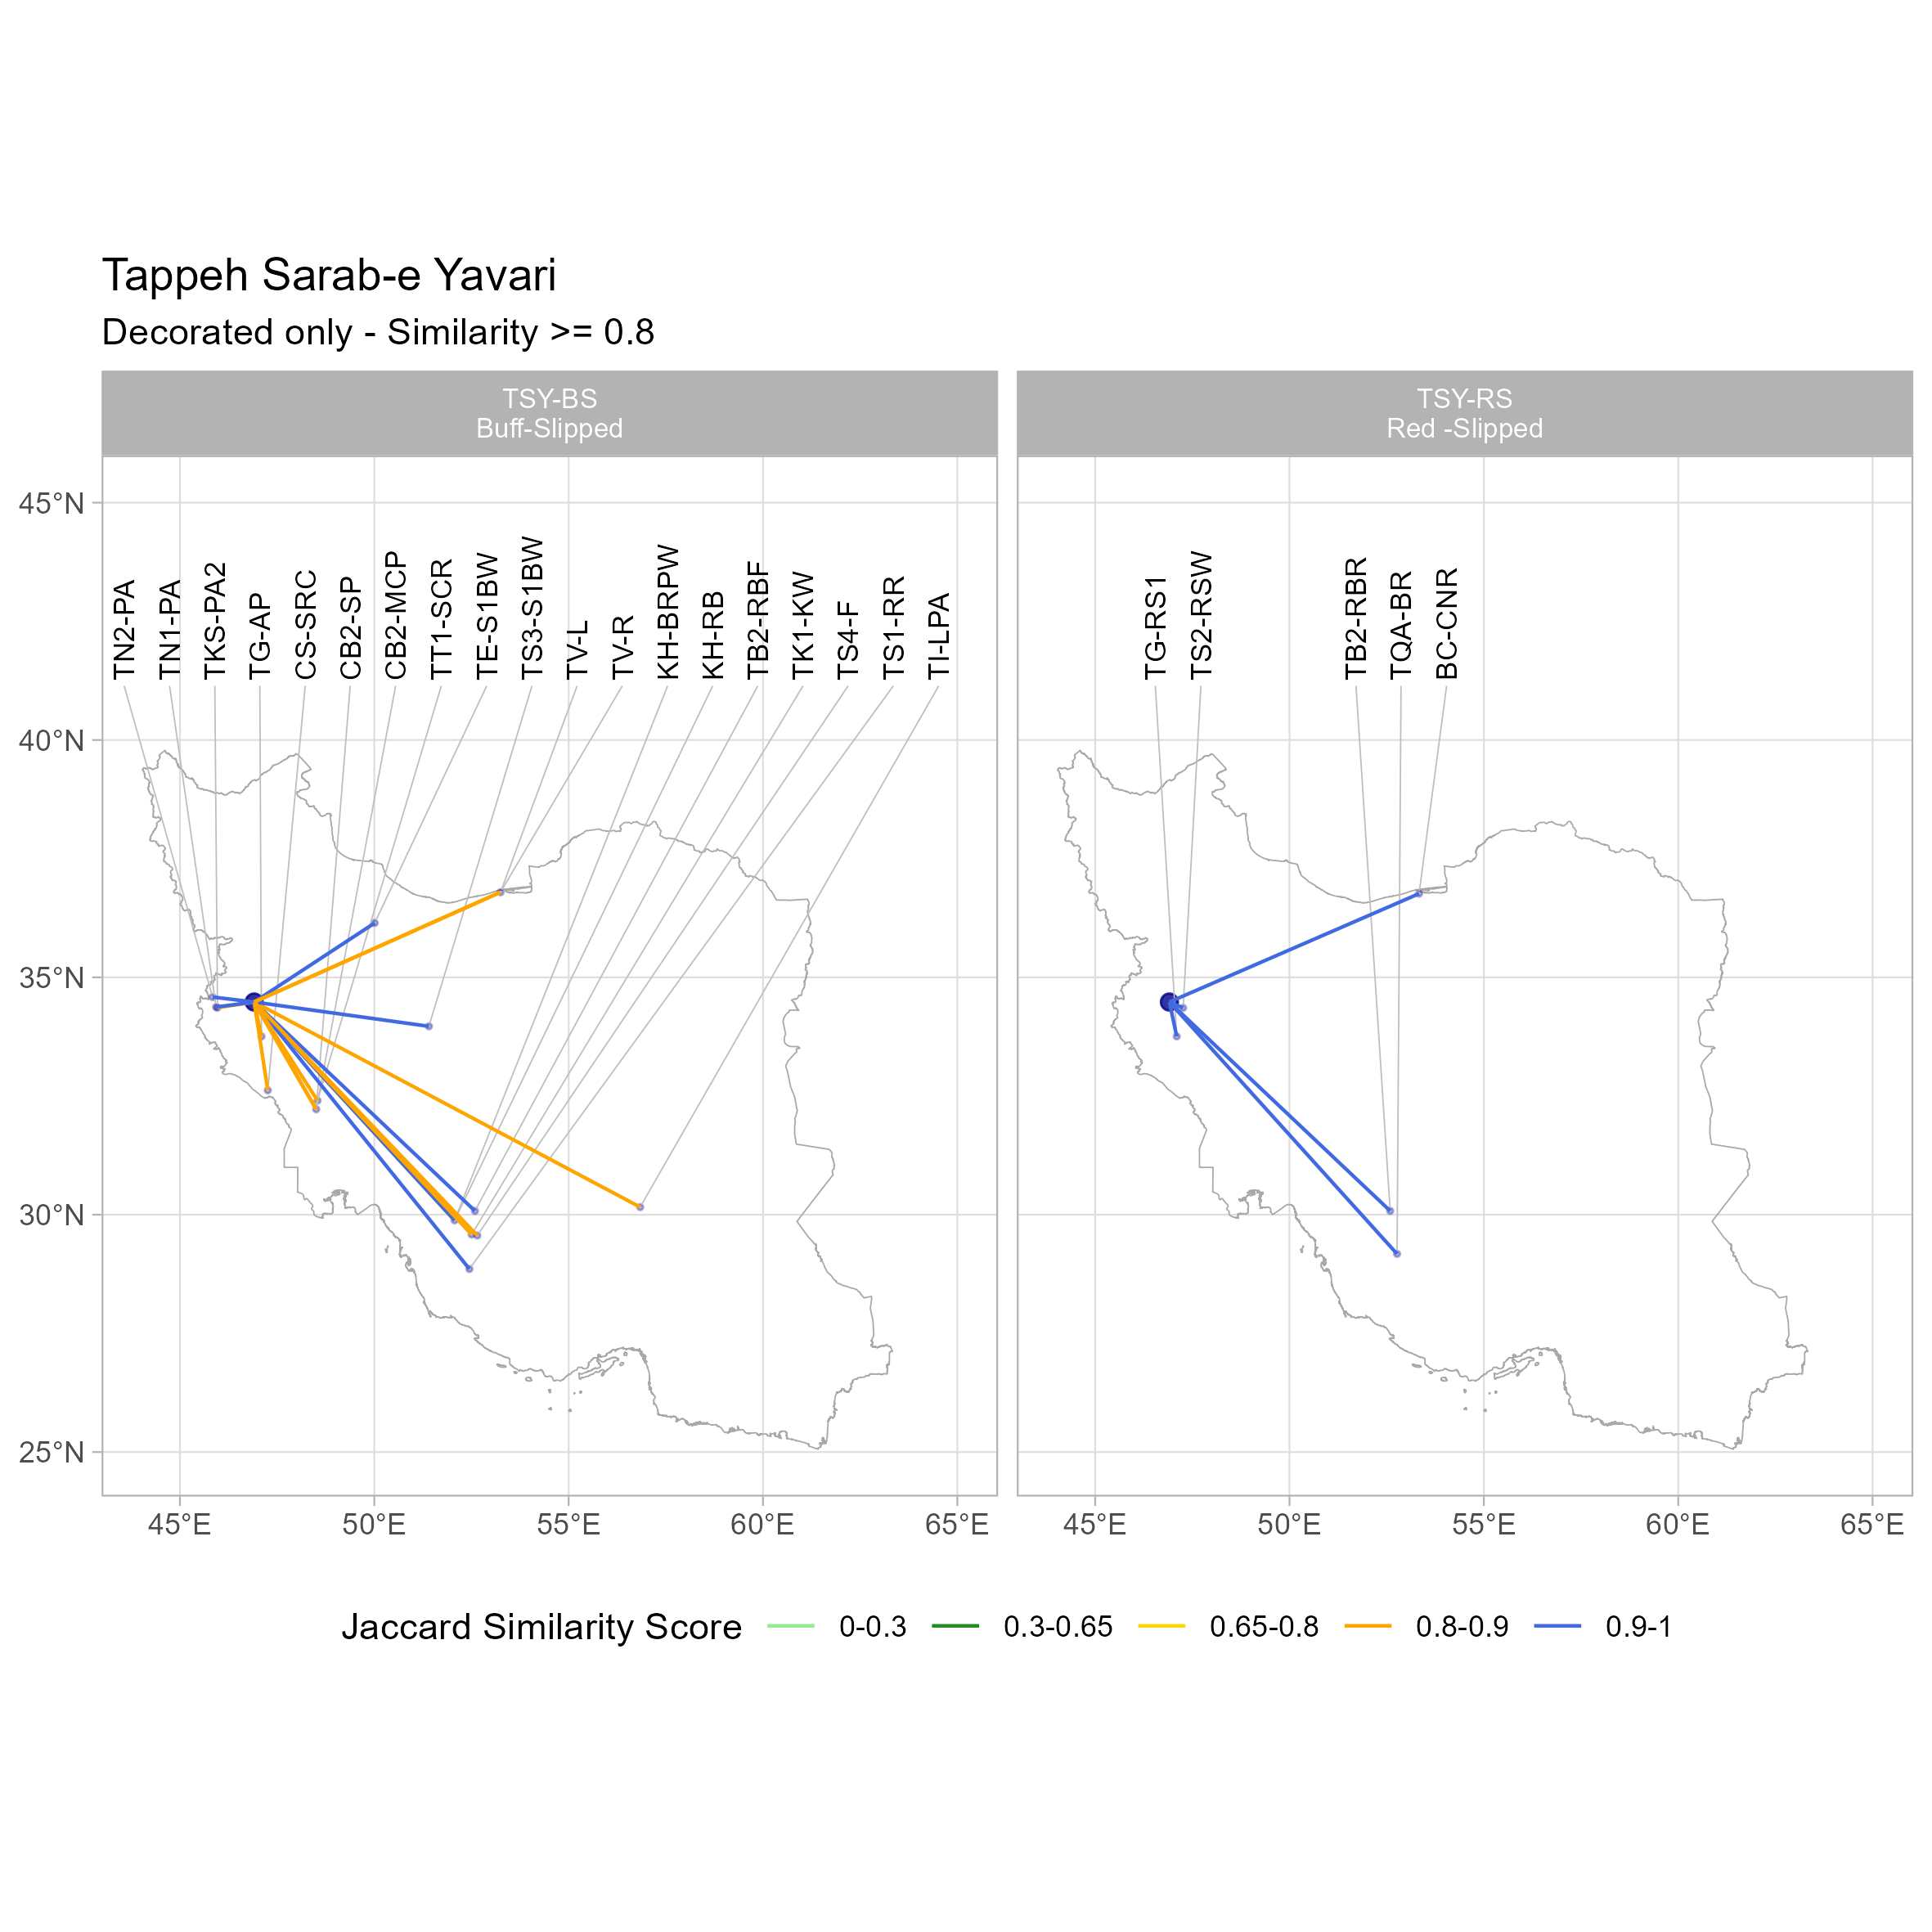 Tappeh Sarab-e Yavari
Decorated only - Similarity >= 0.8
TSY-BS
Buff-Slipped
TSY-RS
Red -Slipped
45°N
40°N
35°N
30°N
25°N
TN2-PA
TN1-PA
TKS-PA2
TG-AP
CS-SRC
CB2-SP
CB2-MCP
TT1-SCR
TE-S1BW
TS3-S1BW
TV-L
TV-R
KH-BRPW
KH-RB
TB2-RBF
TK1-KW
TS4-F
TS1-RR
TI-LPA
TG-RS1
TS2-RSW
TB2-RBR
TQA-BR
BC-CNR
45°E 50°E 55°E 60°E 65°E
45°E 50°E 55°E 60°E 65°E
Jaccard Similarity Score 0-0.3 0.3-0.65 0.65-0.8 0.8-0.9 0.9-1